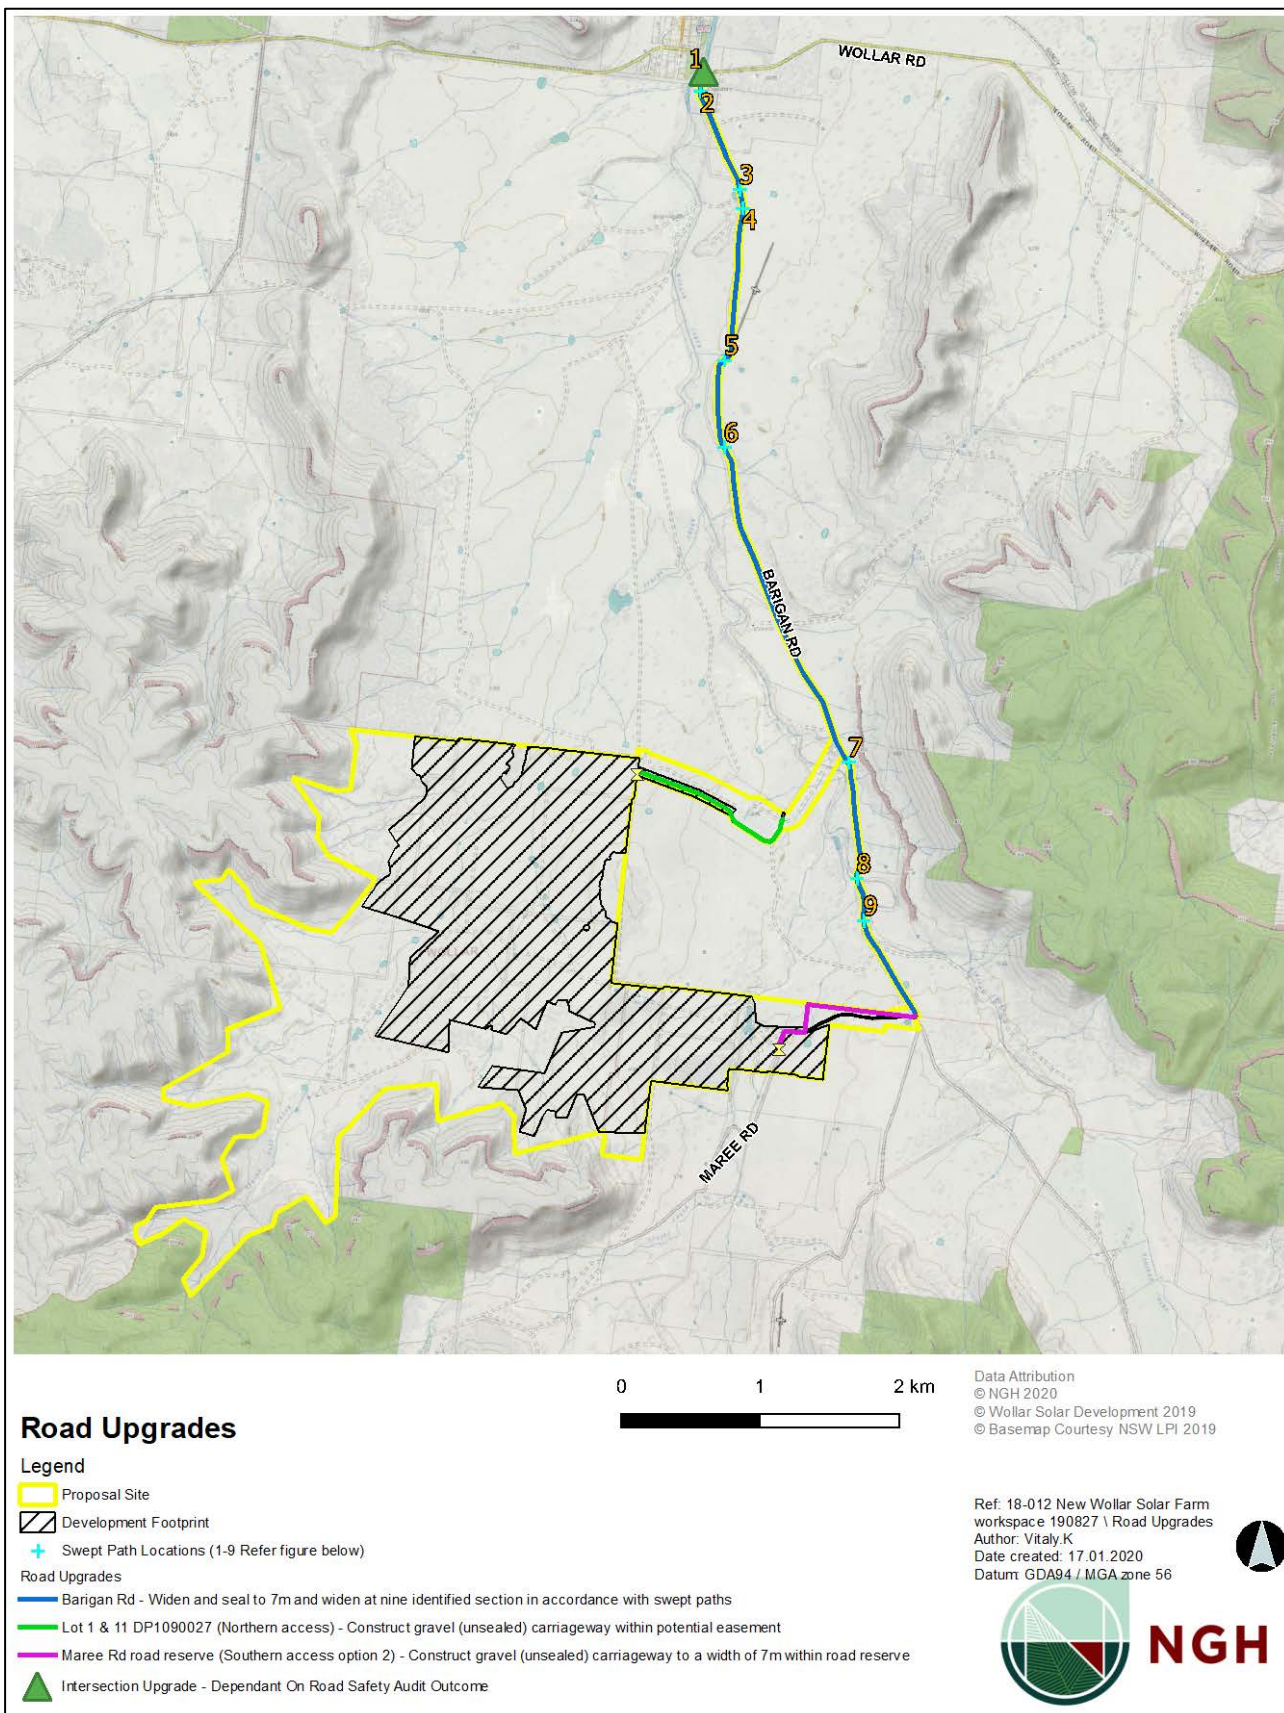 WOLLAR RD
1
2
3
4
5
6
BARIGAN RD
7
8
9
WOLLAR
MAREE RD
0 1 2 km
Data Attribution
© NGH 2020
© Wollar Solar Development 2019
© Basemap Courtesy NSW LPI 2019
Road Upgrades
Legend
Proposal Site
Development Footprint
Swept Path Locations (1-9 Refer figure below)
Road Upgrades
Barigan Rd - Widen and seal to 7m and widen at nine identified section in accordance with swept paths
Lot 1 & 11 DP1090027 (Northern access) - Construct gravel (unsealed) carriageway within potential easement
Maree Rd road reserve (Southern access option 2) - Construct gravel (unsealed) carriageway to a width of 7m within road reserve
Intersection Upgrade - Dependant On Road Safety Audit Outcome
Ref: 18-012 New Wollar Solar Farm
workspace 190827 \ Road Upgrades
Author: Vitaly.K
Date created: 17.01.2020
Datum: GDA94 / MGA zone 56
NGH